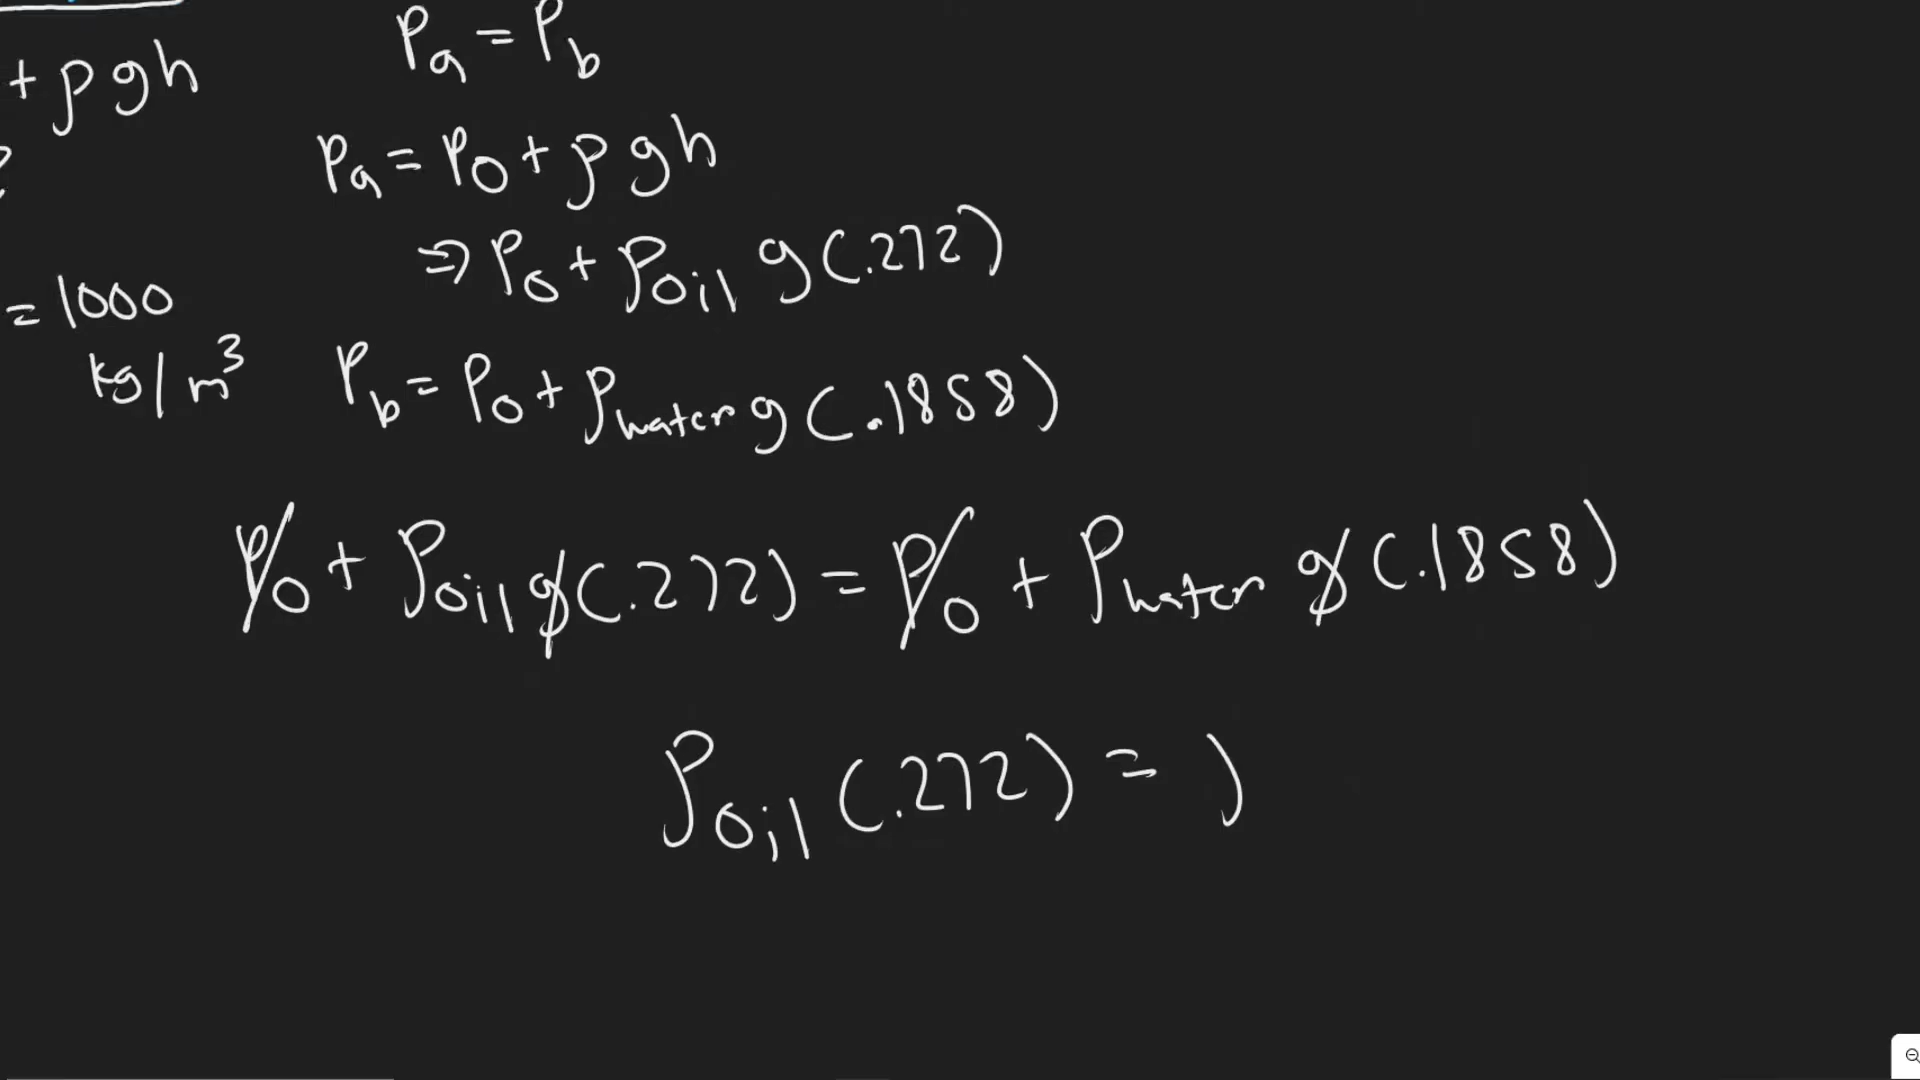 + ρgh
Pa = Pb
Pa = P0 + ρgh
⇒ P0 + ρoil g(.272)
= 1000
kg/m³
Pb = P0 + ρwater g(.1858)
P0 + ρoil g(.272) = P0 + ρwater g(.1858)
ρoil (.272) =